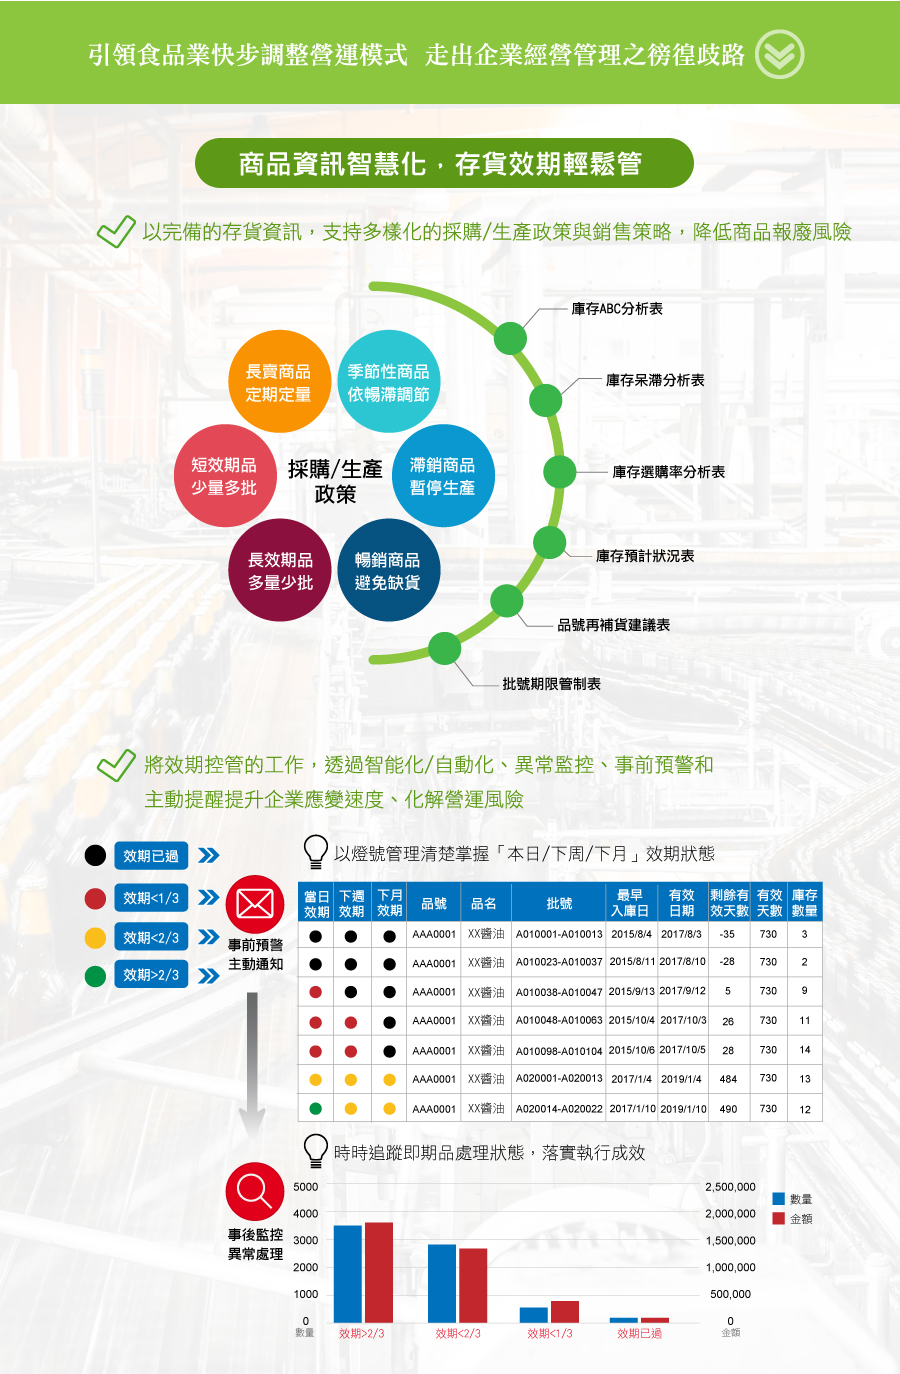 引領食品業快步調整營運模式 走出企業經營管理之徬徨歧路
商品資訊智慧化，存貨效期輕鬆管
以完備的存貨資訊，支持多樣化的採購/生產政策與銷售策略，降低商品報廢風險
庫存ABC分析表
庫存呆滯分析表
庫存選購率分析表
庫存預計狀況表
品號再補貨建議表
批號期限管制表
長賣商品
定期定量
季節性商品
依暢滯調節
短效期品
少量多批
採購/生產
政策
滯銷商品
暫停生產
長效期品
多量少批
暢銷商品
避免缺貨
將效期控管的工作，透過智能化/自動化、異常監控、事前預警和
主動提醒提升企業應變速度、化解營運風險
效期已過
效期<1/3
效期<2/3
效期>2/3
事前預警
主動通知
以燈號管理清楚掌握「本日/下周/下月」效期狀態
當日效期 下週效期 下月效期 品號 品名 批號 最早入庫日 有效日期 剩餘有效天數 有效天數 庫存數量
AAA0001 XX醬油 A010001-A010013 2015/8/4 2017/8/3 -35 730 3
AAA0001 XX醬油 A010023-A010037 2015/8/11 2017/8/10 -28 730 2
AAA0001 XX醬油 A010038-A010047 2015/9/13 2017/9/12 5 730 9
AAA0001 XX醬油 A010048-A010063 2015/10/4 2017/10/3 26 730 11
AAA0001 XX醬油 A010098-A010104 2015/10/6 2017/10/5 28 730 14
AAA0001 XX醬油 A020001-A020013 2017/1/4 2019/1/4 484 730 13
AAA0001 XX醬油 A020014-A020022 2017/1/10 2019/1/10 490 730 12
時時追蹤即期品處理狀態，落實執行成效
事後監控
異常處理
5000
4000
3000
2000
1000
0
數量
2,500,000
2,000,000
1,500,000
1,000,000
500,000
0
金額
數量
金額
效期>2/3
效期<2/3
效期<1/3
效期已過